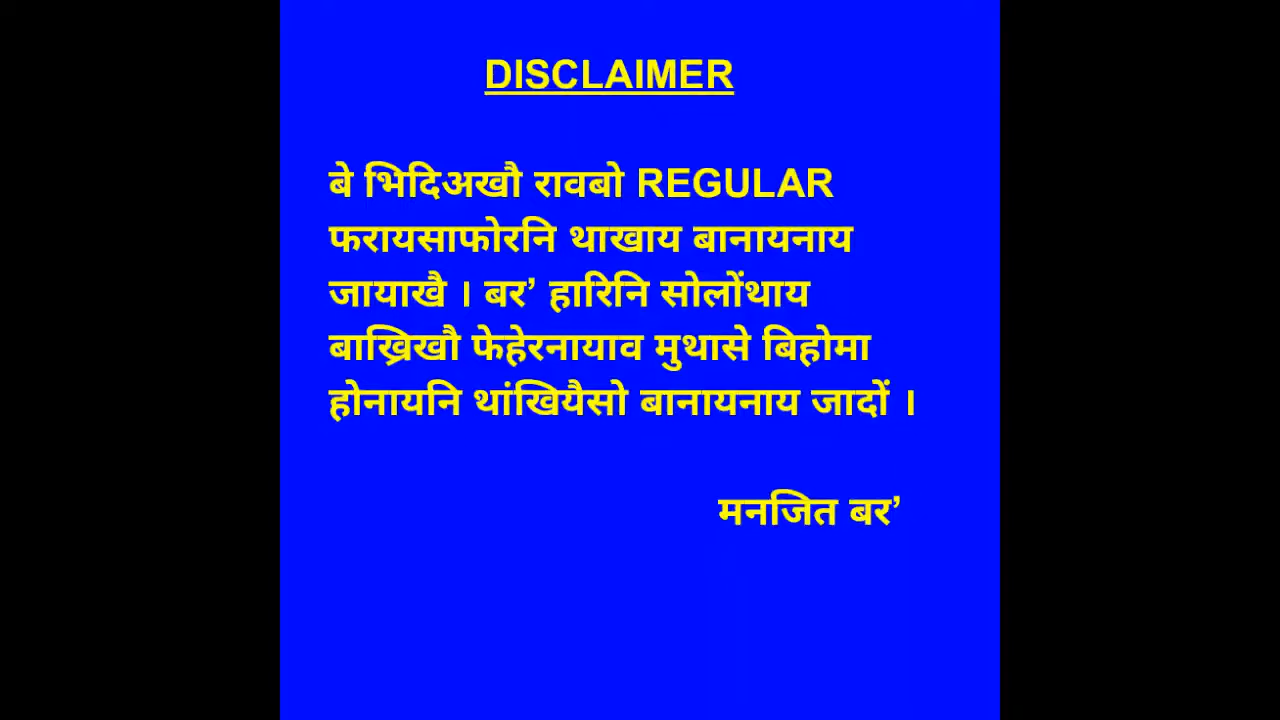 DISCLAIMER
बे भिदिअखौ रावबो REGULAR
फरायसाफोरनि थाखाय बानायनाय
जायाखै । बर’ हारिनि सोलोंथाय
बाख्रिखौ फेहेरनायाव मुथासे बिहोमा
होनायनि थांखियैसो बानायनाय जादों ।
मनजित बर’